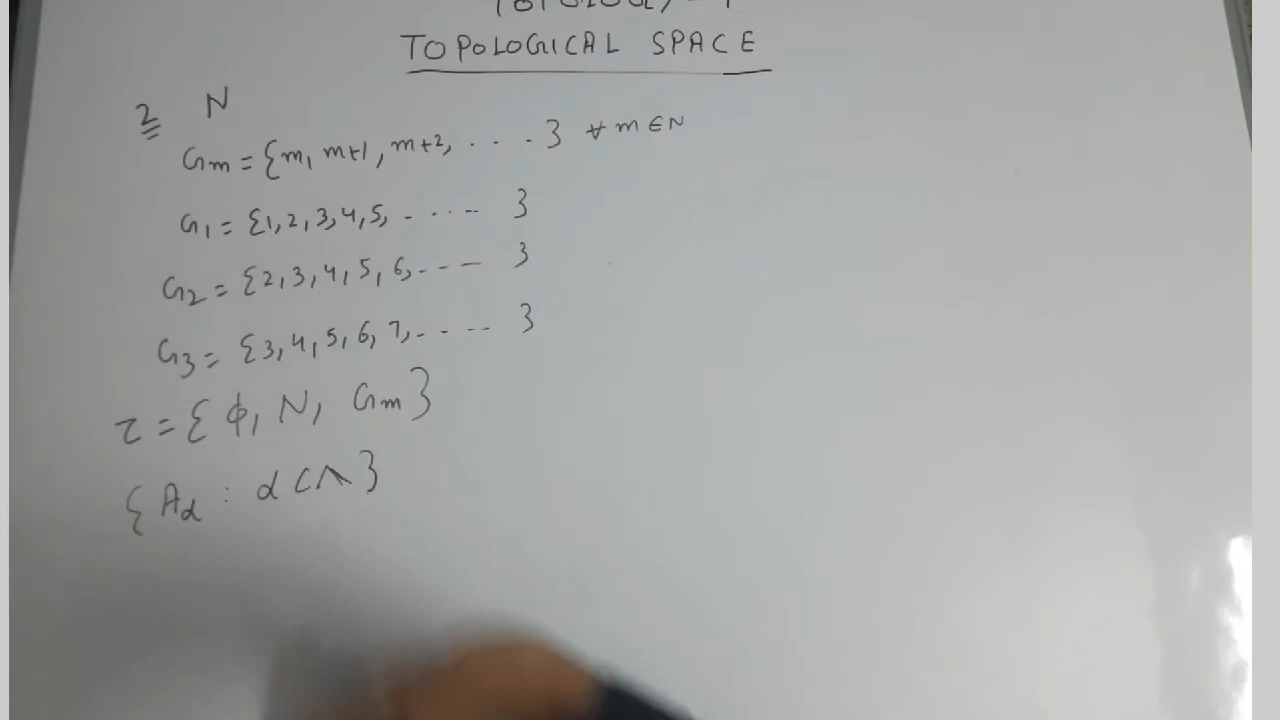 TOPOLOGICAL SPACE
2 N
Gm = {m, m+1, m+2, . . . . } ∀ m ∈ N
G1 = {1, 2, 3, 4, 5, . . . . . }
G2 = {2, 3, 4, 5, 6, . . . . }
G3 = {3, 4, 5, 6, 7, . . . . . }
τ = { ϕ, N, Gm }
{ Aα : α ⊂ Λ }